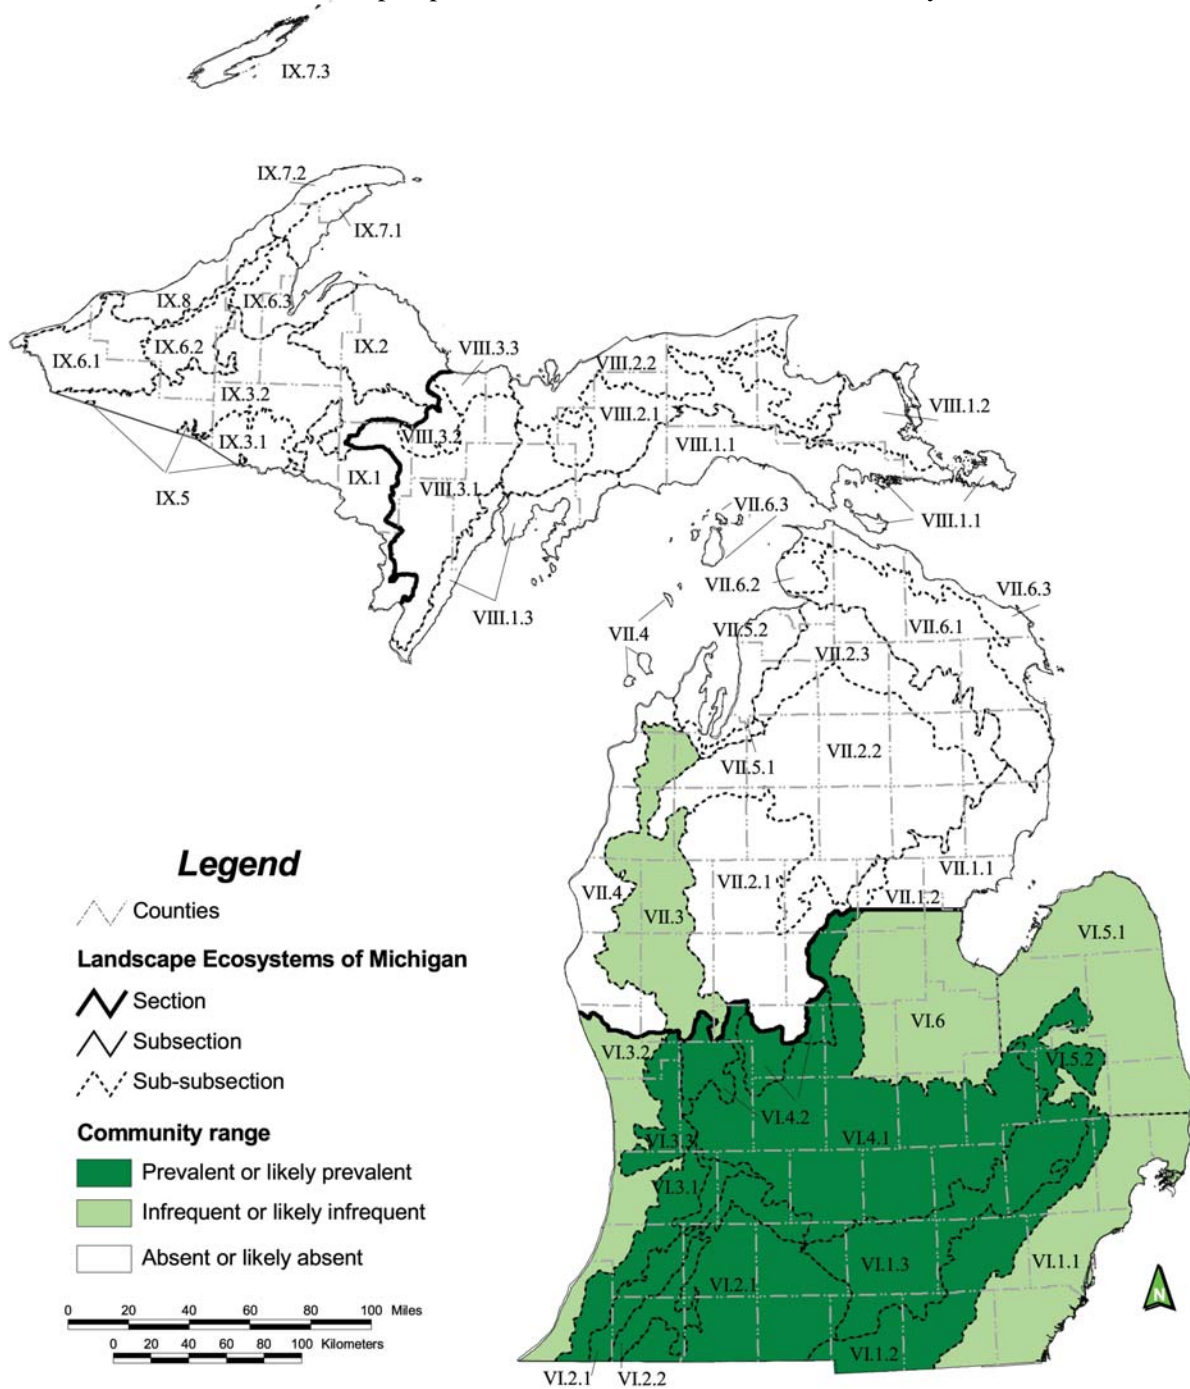 IX.7.3
IX.7.2
IX.7.1
IX.8
IX.6.3
IX.6.1
IX.6.2
IX.2
VIII.3.3
VIII.2.2
IX.3.2
VIII.2.1
VIII.1.2
IX.3.1
VIII.3.2
VIII.1.1
IX.1
VIII.3.1
IX.5
VII.6.3
VIII.1.1
VII.6.2
VII.6.3
VIII.1.3
VII.6.1
VII.4
VII.5.2
VII.2.3
VII.5.1
VII.2.2
VII.4
VII.3
VII.2.1
VII.1.1
VII.1.2
VI.5.1
VI.6
VI.3.2
VI.5.2
VI.4.2
VI.3.3
VI.4.1
VI.3.1
VI.1.1
VI.2.1
VI.1.3
VI.1.2
VI.2.1
VI.2.2
Legend
Counties
Landscape Ecosystems of Michigan
Section
Subsection
Sub-subsection
Community range
Prevalent or likely prevalent
Infrequent or likely infrequent
Absent or likely absent
0 20 40 60 80 100 Miles
0 20 40 60 80 100 Kilometers
N